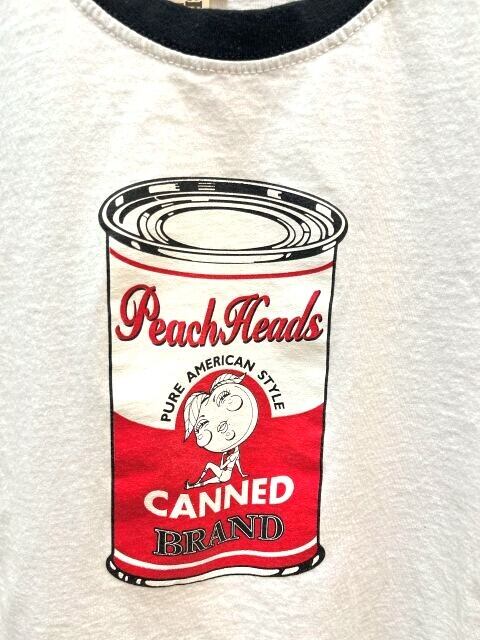 PeachHeads
PURE AMERICAN STYLE
CANNED
BRAND